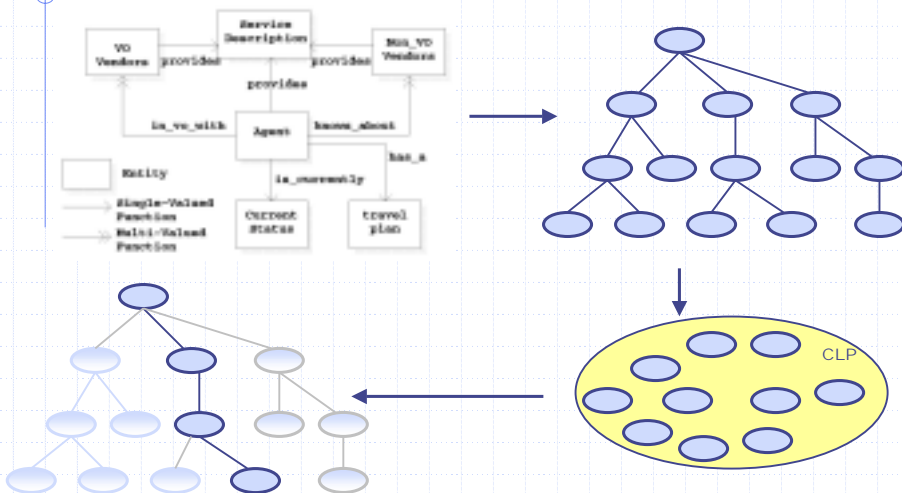 Service
Description
VO
Vendors
Non_VO
Vendors
provides
provides
provides
in_vo_with
Agent
knows_about
has_a
is_currently
Entity
Single-Valued
Function
Multi-Valued
Function
Current
Status
travel
plan
CLP